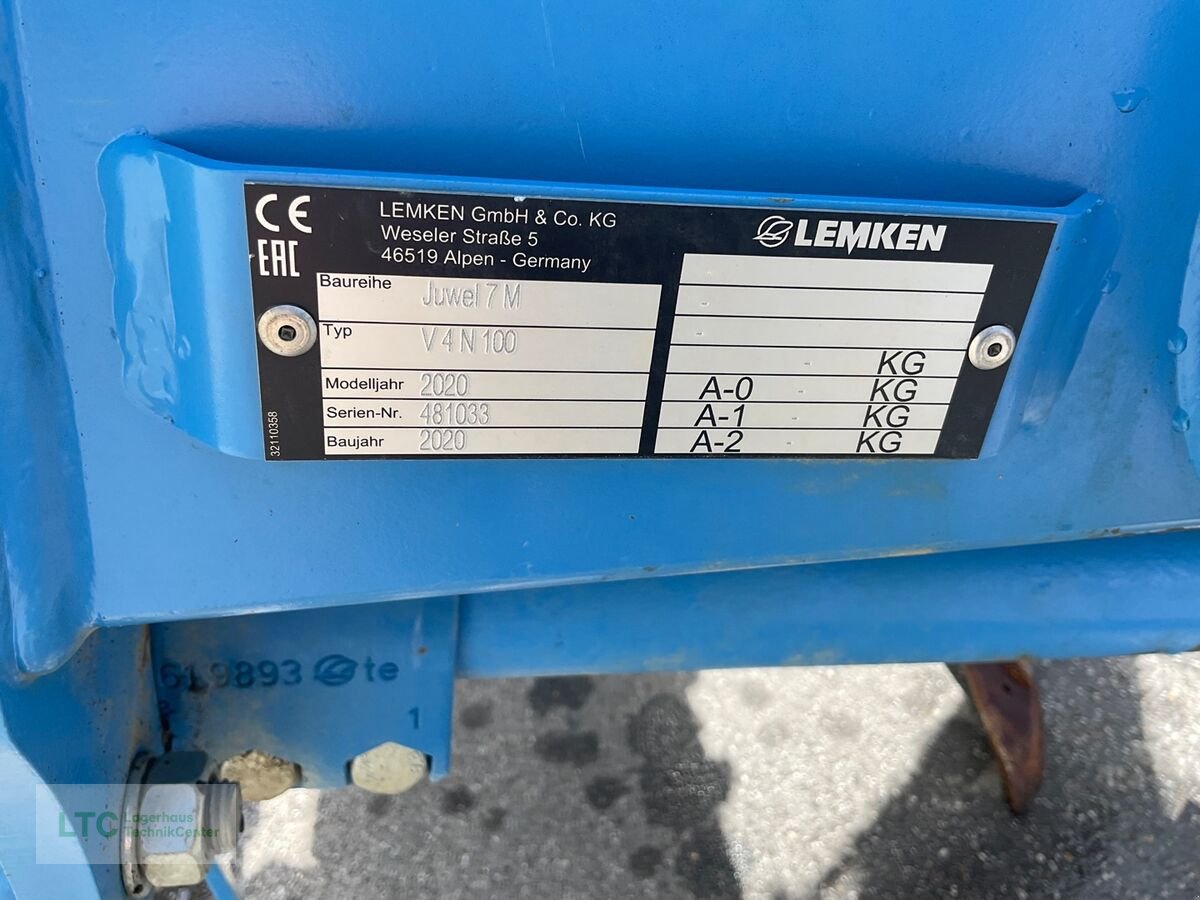 CE
EAC
LEMKEN GmbH & Co. KG
Weseler Straße 5
46519 Alpen - Germany
LEMKEN
Baureihe Juwel 7 M
Typ V 4 N 100
Modelljahr 2020
Serien-Nr. 481033
Baujahr 2020
-
-
- KG
A-0 - KG
A-1 - KG
A-2 - KG
32110358
619893 te
1
LTC Lagerhaus
TechnikCenter